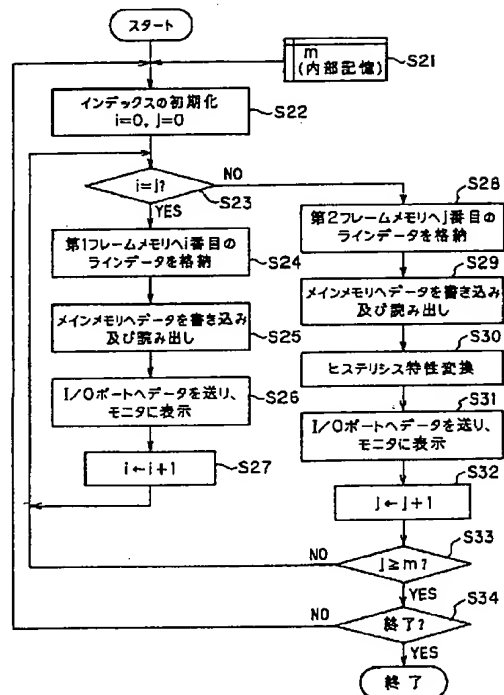 スタート
m
(内部記憶)
S21
インデックスの初期化
i=0, J=0
S22
i=J?
NO
YES
S23
第1フレームメモリへi番目の
ラインデータを格納
S24
メインメモリへデータを書き込み
及び読み出し
S25
I/Oポートへデータを送り、
モニタに表示
S26
i←i+1
S27
S28
第2フレームメモリへJ番目の
ラインデータを格納
S29
メインメモリへデータを書き込み
及び読み出し
S30
ヒステリシス特性変換
S31
I/Oポートへデータを送り、
モニタに表示
S32
J←J+1
S33
NO
J≧m?
YES
S34
NO
終了?
YES
終了